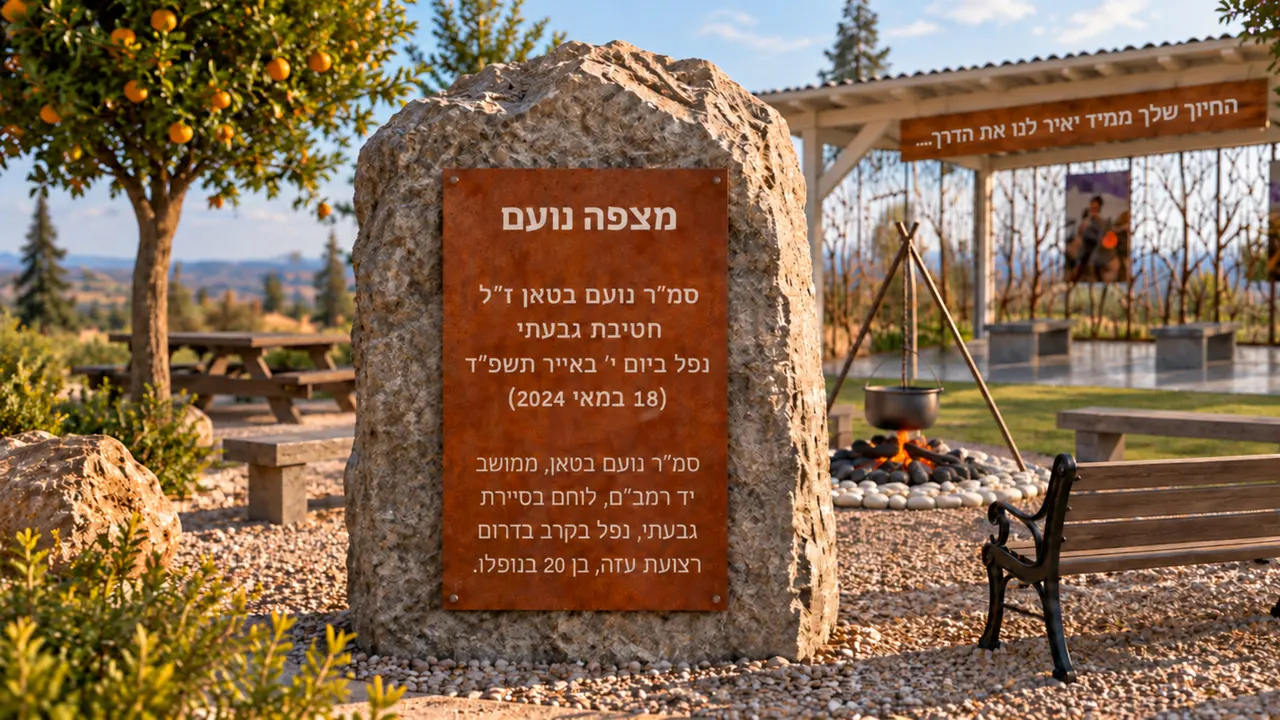 מצפה נועם
סמ״ר נועם בטאן ז״ל
חטיבת גבעתי
נפל ביום י׳ באייר תשפ״ד
(18 במאי 2024)
סמ״ר נועם בטאן, ממושב
יד רמב״ם, לוחם בסיירת
גבעתי, נפל בקרב בדרום
רצועת עזה, בן 20 בנופלו.
החיוך שלך ממיד יאיר לנו את הדרך....